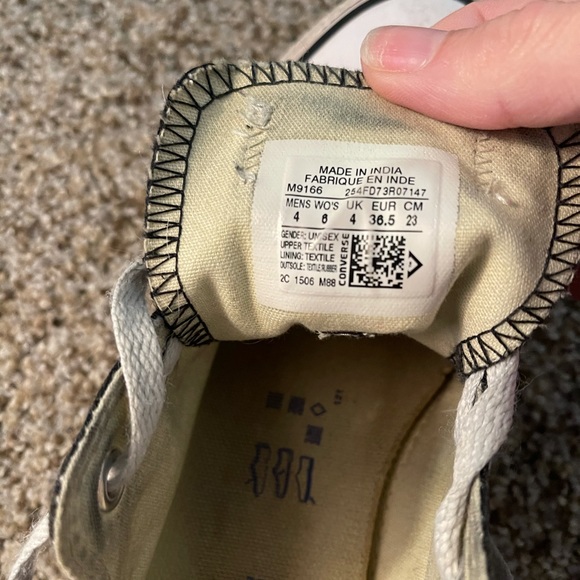 MADE IN INDIA
FABRIQUE EN INDE
M9166 254FD73R07147
MENS WO'S UK EUR CM
4 6 4 36.5 23
GENDER: UNISEX
UPPER TEXTILE
LINING: TEXTILE
OUTSOLE: TEXTILE RUBBER
2C 1506 M88
CONVERSE